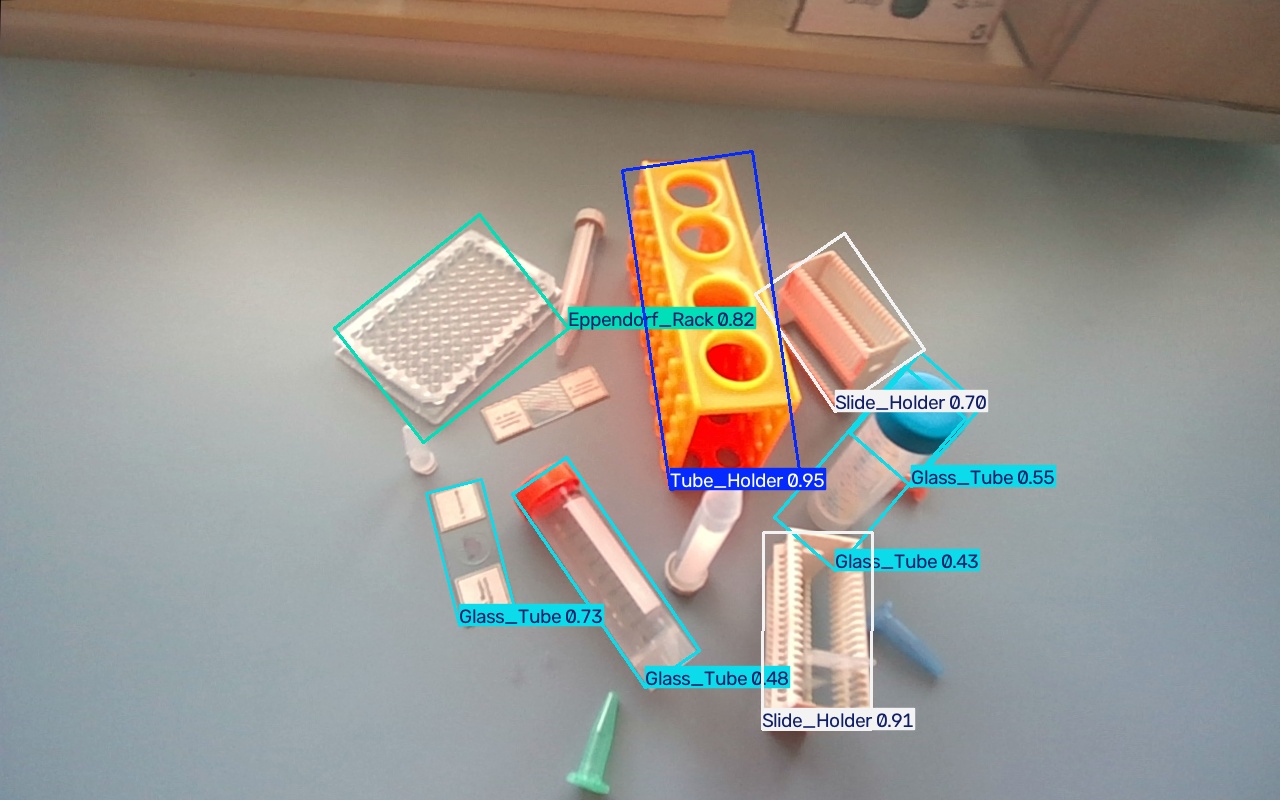 Eppendorf_Rack 0.82
Slide_Holder 0.70
Glass_Tube 0.55
Tube_Holder 0.95
Glass_Tube 0.43
Glass_Tube 0.73
Glass_Tube 0.48
Slide_Holder 0.91